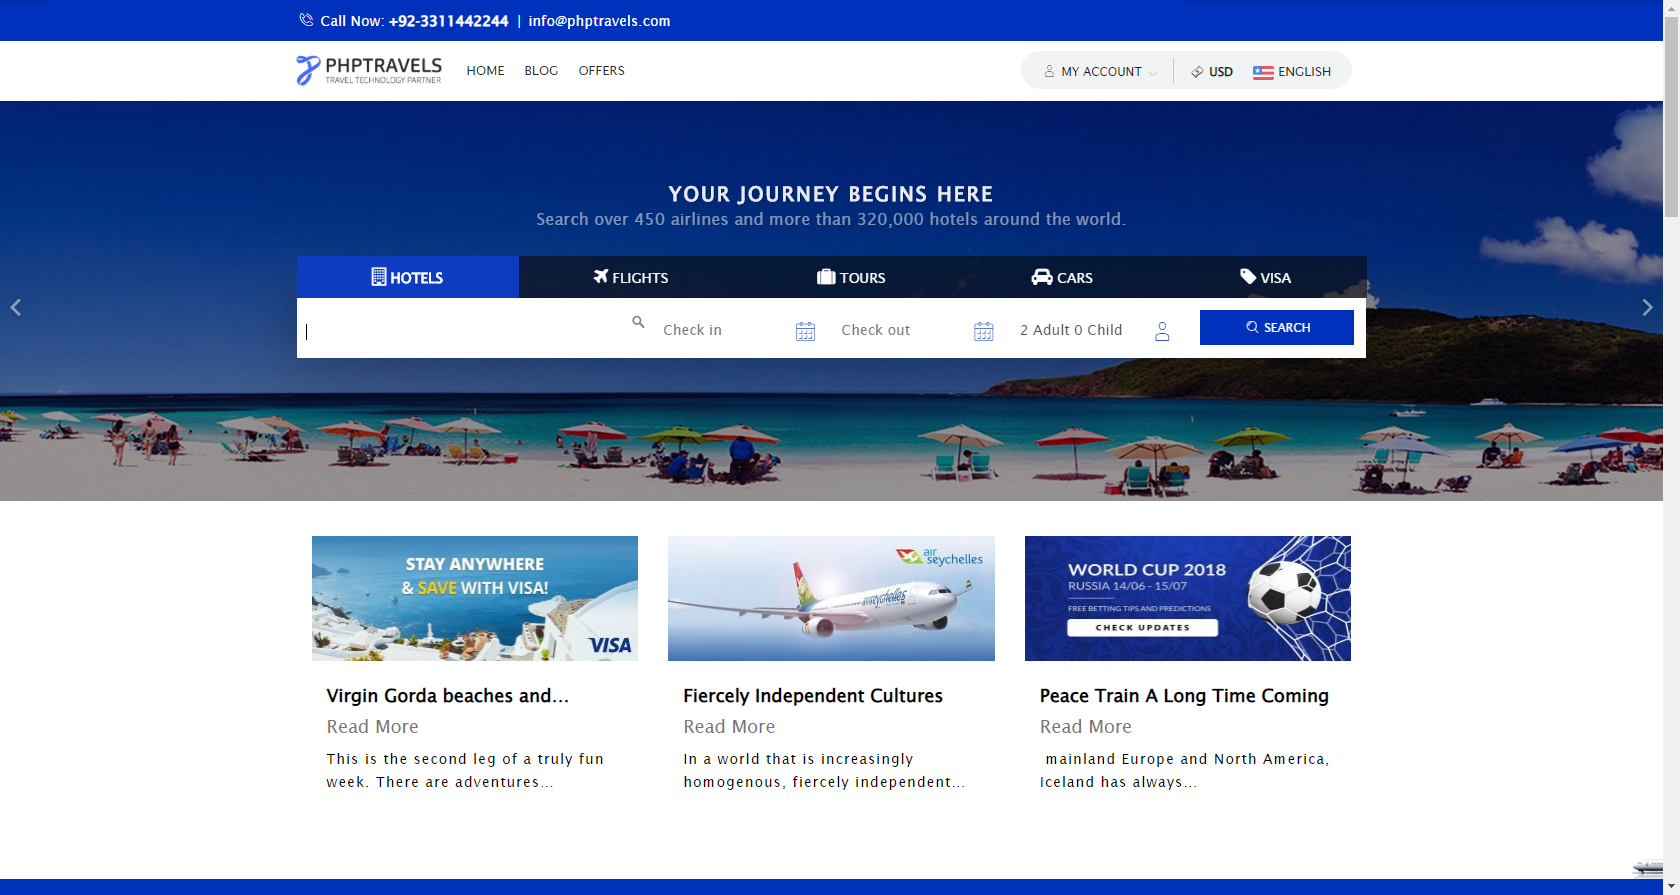 Call Now: +92-3311442244 | info@phptravels.com
PHPTRAVELS
TRAVEL TECHNOLOGY PARTNER
HOME BLOG OFFERS
MY ACCOUNT USD ENGLISH
YOUR JOURNEY BEGINS HERE
Search over 450 airlines and more than 320,000 hotels around the world.
HOTELS FLIGHTS TOURS CARS VISA
Check in Check out 2 Adult 0 Child SEARCH
STAY ANYWHERE
& SAVE WITH VISA!
VISA
air
seychelles
airseychelles
WORLD CUP 2018
RUSSIA 14/06 - 15/07
FREE BETTING TIPS AND PREDICTIONS
CHECK UPDATES
Virgin Gorda beaches and...
Read More
This is the second leg of a truly fun
week. There are adventures...
Fiercely Independent Cultures
Read More
In a world that is increasingly
homogenous, fiercely independent...
Peace Train A Long Time Coming
Read More
mainland Europe and North America,
Iceland has always...